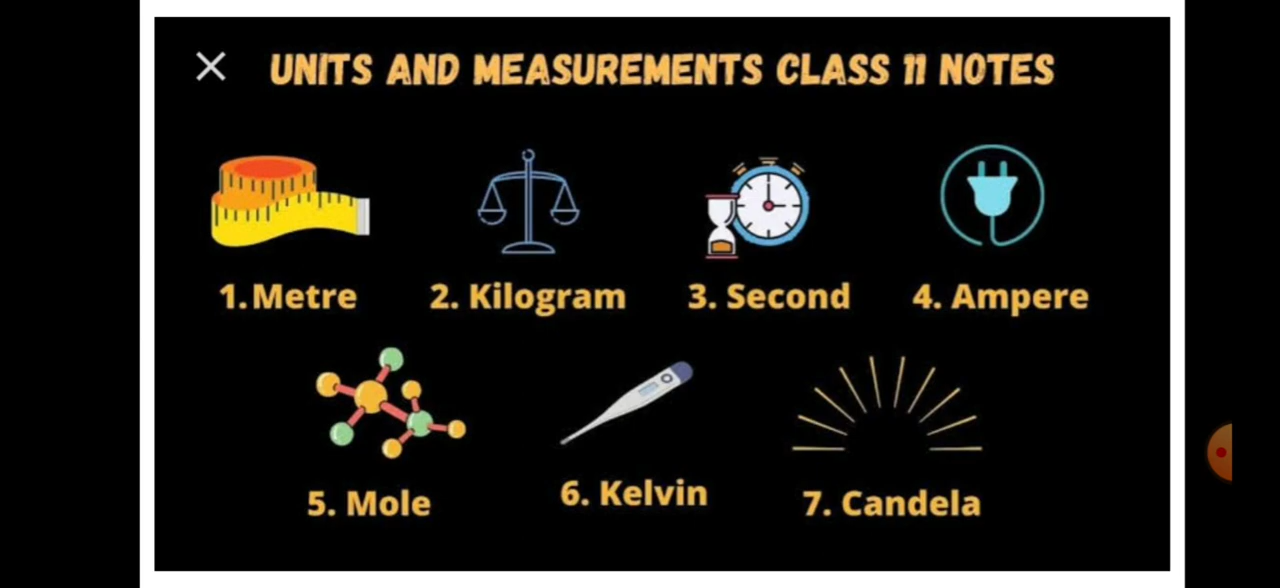 UNITS AND MEASUREMENTS CLASS 11 NOTES
1. Metre
2. Kilogram
3. Second
4. Ampere
5. Mole
6. Kelvin
7. Candela